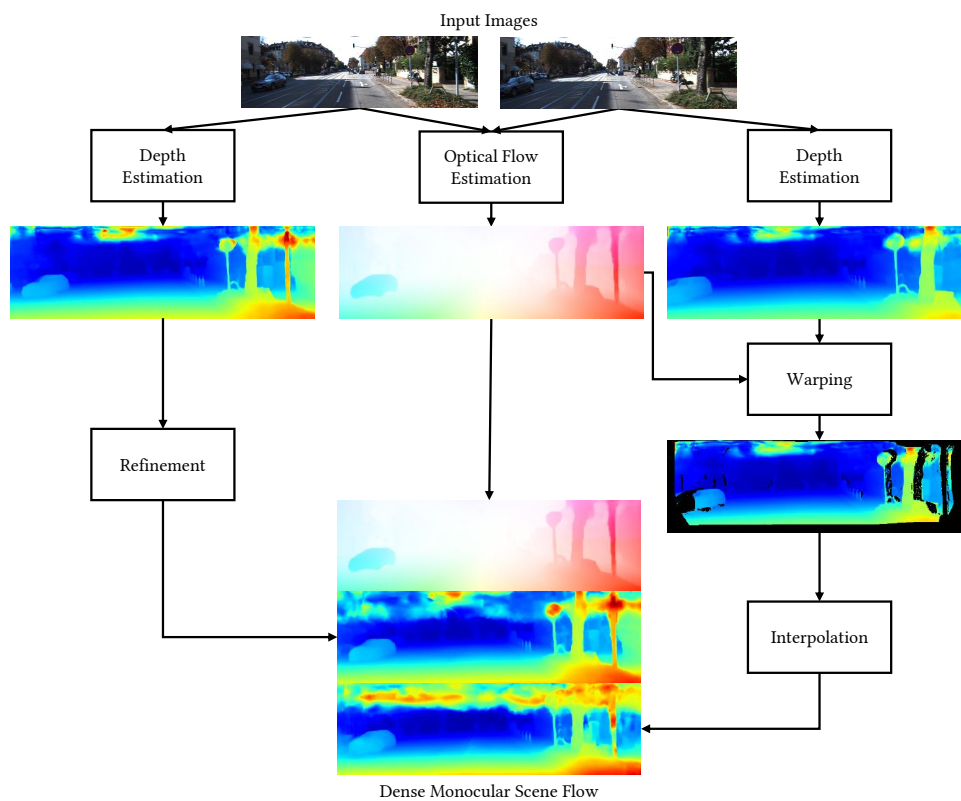 Input Images
Depth
Estimation
Optical Flow
Estimation
Depth
Estimation
Warping
Refinement
Interpolation
Dense Monocular Scene Flow